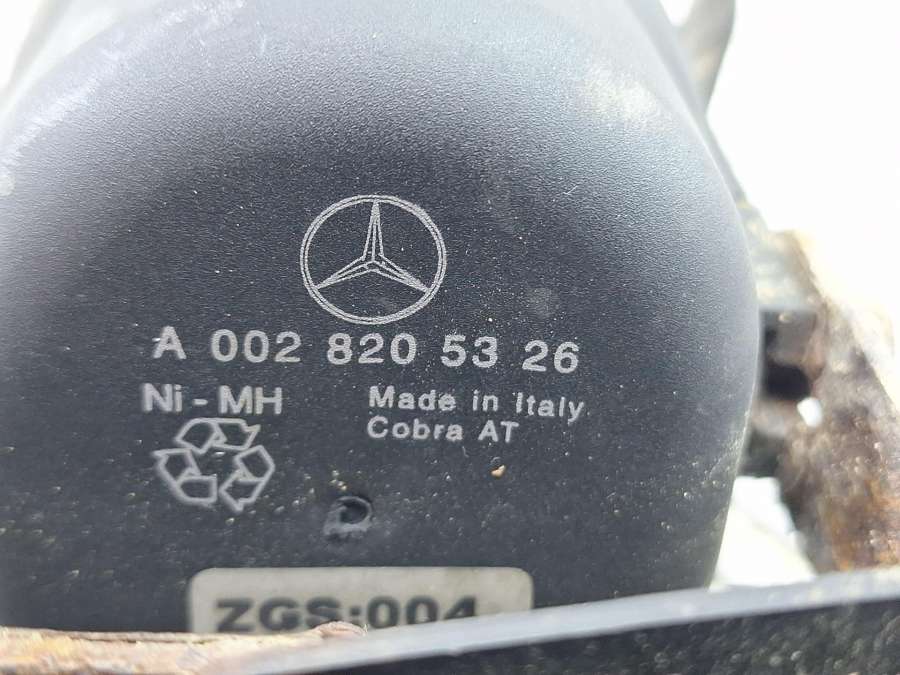 A 002 820 53 26
Ni - MH
Made in Italy
Cobra AT
ZGS:004